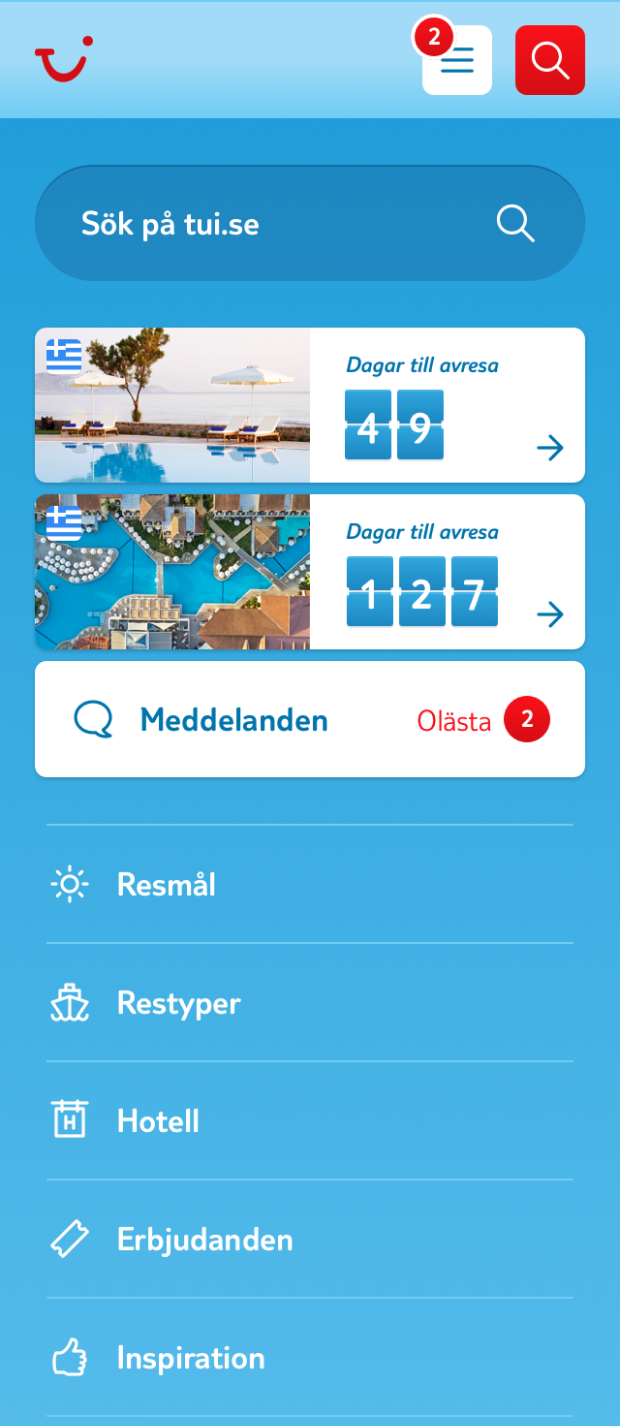 2
Sök på tui.se
Dagar till avresa
4 9
Dagar till avresa
1 2 7
Meddelanden Olästa 2
Resmål
Restyper
H Hotell
Erbjudanden
Inspiration